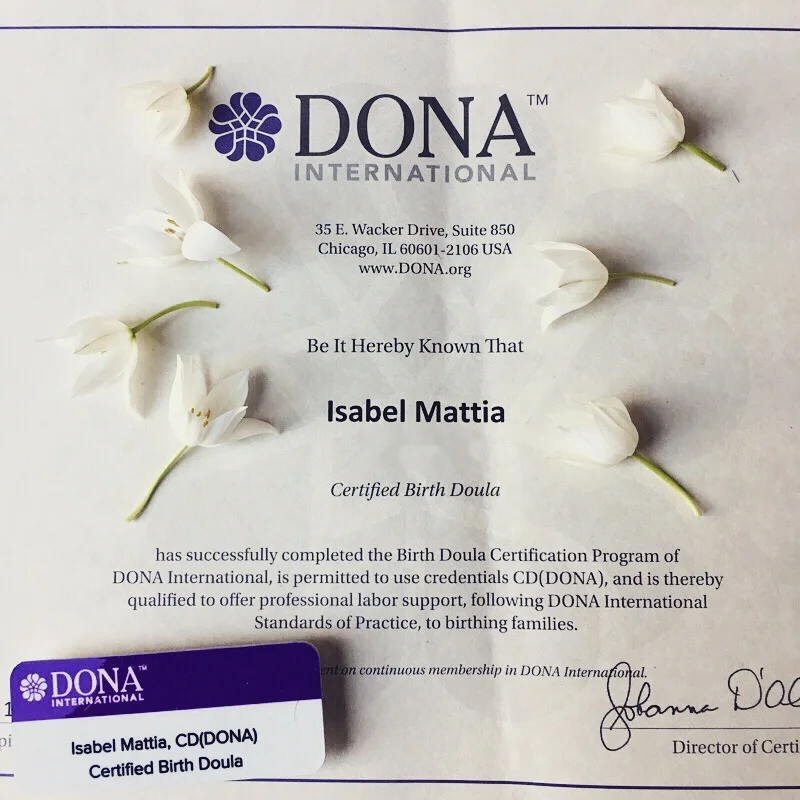 DONA™
INTERNATIONAL
35 E. Wacker Drive, Suite 850
Chicago, IL 60601-2106 USA
www.DONA.org
Be It Hereby Known That
Isabel Mattia
Certified Birth Doula
has successfully completed the Birth Doula Certification Program of
DONA International, is permitted to use credentials CD(DONA), and is thereby
qualified to offer professional labor support, following DONA International
Standards of Practice, to birthing families.
on continuous membership in DONA International.
Johanna
Director of
DONA™
INTERNATIONAL
Isabel Mattia, CD(DONA)
Certified Birth Doula